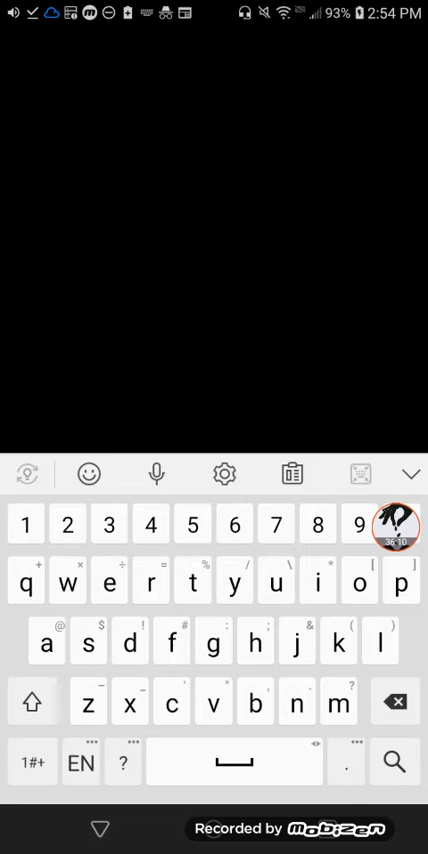 93% 2:54 PM
1 2 3 4 5 6 7 8 9
36:10
+ × ÷ = % / \ * [ ]
q w e r t y u i o p
@ $ ! # : ; & ( )
a s d f g h j k l
- _ ' " , ?
z x c v b n m
1#+ EN ? .
Recorded by mobizen